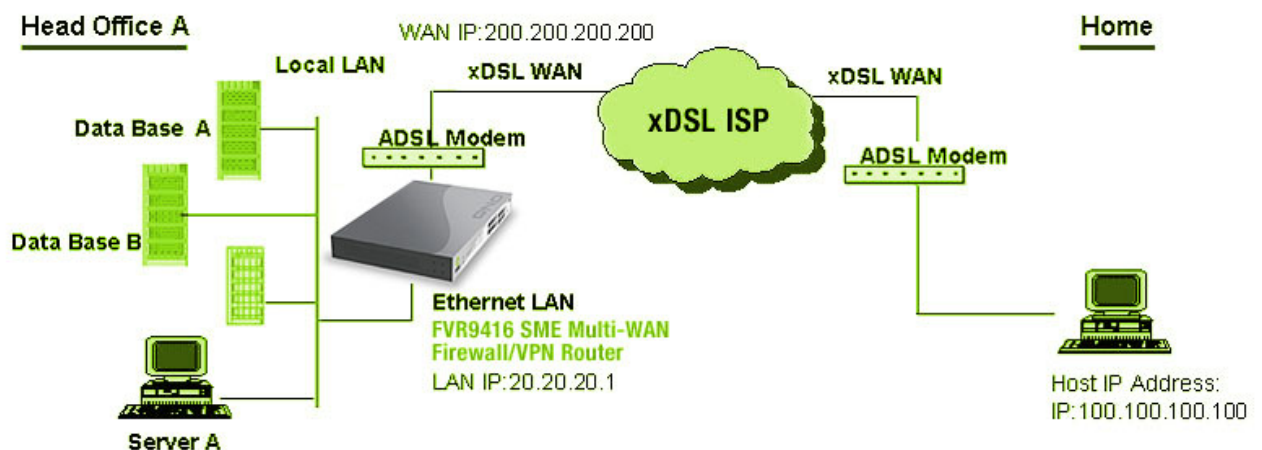 Head Office A
WAN IP:200.200.200.200
Home
Local LAN
xDSL WAN
xDSL WAN
xDSL ISP
Data Base A
ADSL Modem
ADSL Modem
Data Base B
Ethernet LAN
FVR9416 SME Multi-WAN
Firewall/VPN Router
LAN IP:20.20.20.1
Host IP Address:
IP:100.100.100.100
Server A